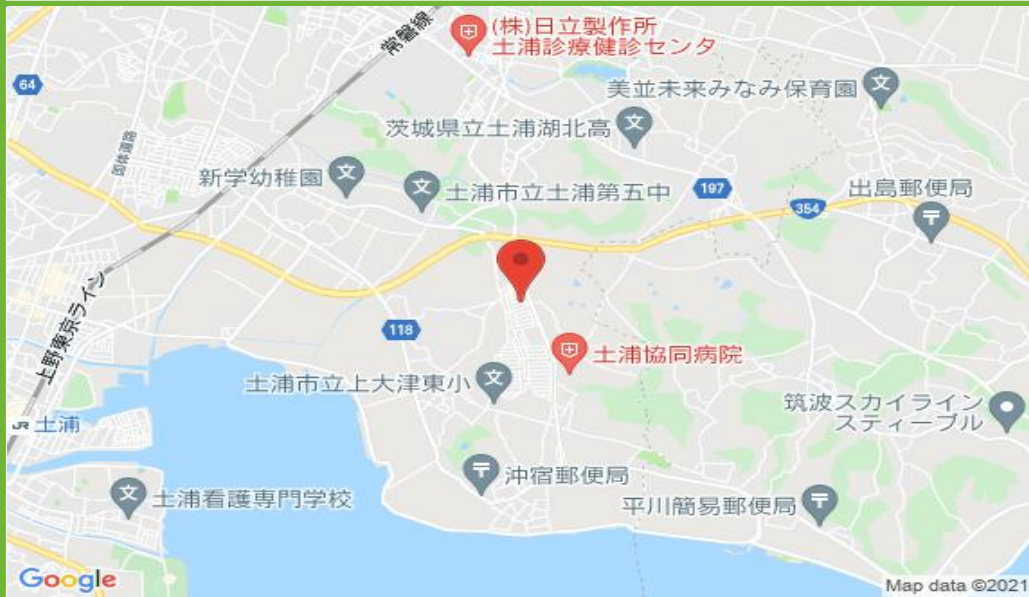 (株)日立製作所
土浦診療健診センタ
常磐線
64
美並未来みなみ保育園
茨城県立土浦湖北高
新学幼稚園
土浦市立土浦第五中
197
出島郵便局
354
上野東京ライン
118
土浦協同病院
土浦市立上大津東小
筑波スカイライン
スティーブル
JR 土浦
沖宿郵便局
土浦看護専門学校
平川簡易郵便局
Google
Map data ©2021